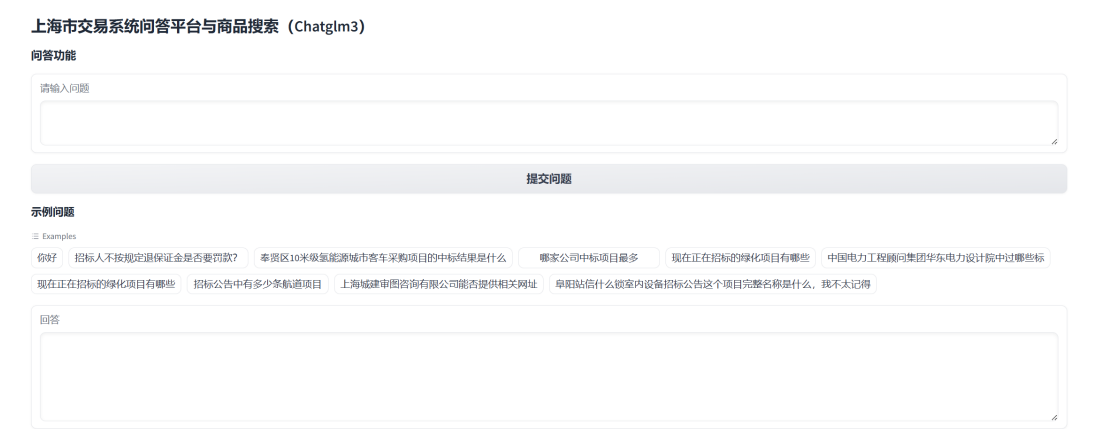 上海市交易系统问答平台与商品搜索（Chatglm3）
问答功能
请输入问题
提交问题
示例问题
Examples
你好 招标人不按规定退保证金是否要罚款？ 奉贤区10米级氢能源城市客车采购项目的中标结果是什么 哪家公司中标项目最多 现在正在招标的绿化项目有哪些 中国电力工程顾问集团华东电力设计院中过哪些标
现在正在招标的绿化项目有哪些 招标公告中有多少条航道项目 上海城建审图咨询有限公司能否提供相关网址 阜阳站信什么锁室内设备招标公告这个项目完整名称是什么，我不太记得
回答